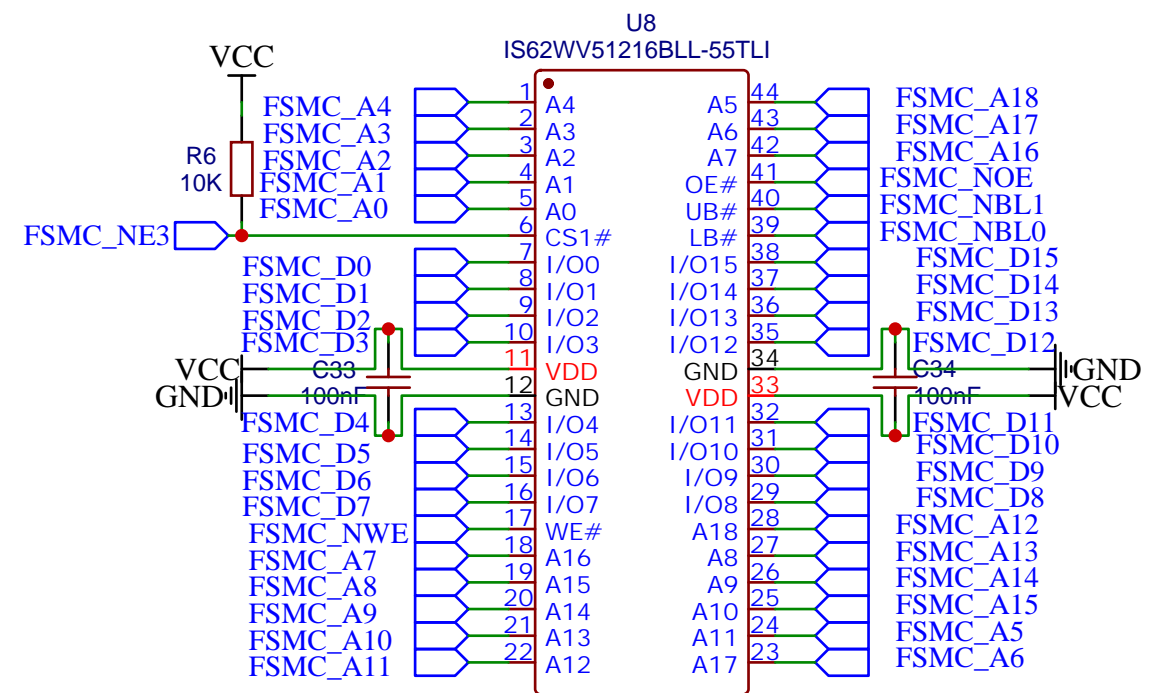 U8
IS62WV51216BLL-55TLI
VCC
R6
10K
FSMC_A4
FSMC_A3
FSMC_A2
FSMC_A1
FSMC_A0
FSMC_NE3
FSMC_D0
FSMC_D1
FSMC_D2
FSMC_D3
VCC
C33
GND
100nF
FSMC_D4
FSMC_D5
FSMC_D6
FSMC_D7
FSMC_NWE
FSMC_A7
FSMC_A8
FSMC_A9
FSMC_A10
FSMC_A11
1 A4
2 A3
3 A2
4 A1
5 A0
6 CS1#
7 I/O0
8 I/O1
9 I/O2
10 I/O3
11 VDD
12 GND
13 I/O4
14 I/O5
15 I/O6
16 I/O7
17 WE#
18 A16
19 A15
20 A14
21 A13
22 A12
A5 44
A6 43
A7 42
OE# 41
UB# 40
LB# 39
I/O15 38
I/O14 37
I/O13 36
I/O12 35
GND 34
VDD 33
I/O11 32
I/O10 31
I/O9 30
I/O8 29
A18 28
A8 27
A9 26
A10 25
A11 24
A17 23
FSMC_A18
FSMC_A17
FSMC_A16
FSMC_NOE
FSMC_NBL1
FSMC_NBL0
FSMC_D15
FSMC_D14
FSMC_D13
FSMC_D12
C34
GND
100nF
VCC
FSMC_D11
FSMC_D10
FSMC_D9
FSMC_D8
FSMC_A12
FSMC_A13
FSMC_A14
FSMC_A15
FSMC_A5
FSMC_A6